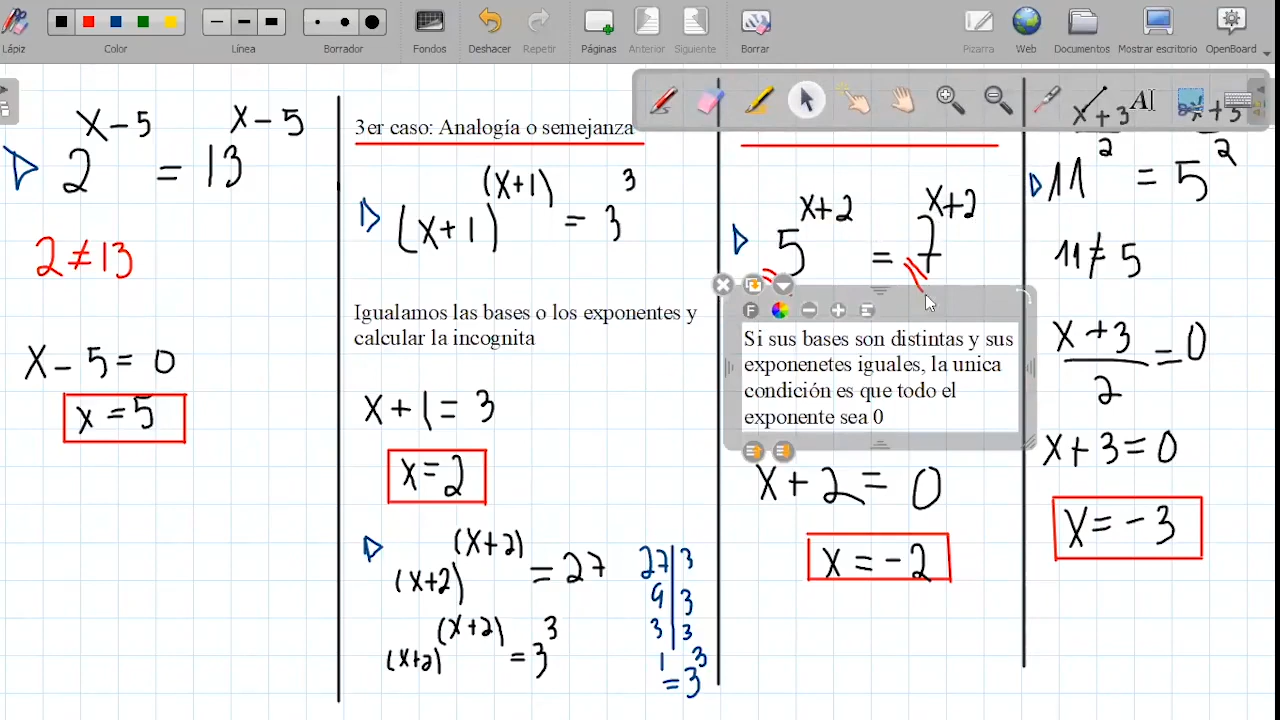 Lápiz
Color
Línea
Borrador
Fondos
Deshacer
Repetir
Páginas
Anterior
Siguiente
Borrar
Pizarra
Web
Documentos
Mostrar escritorio
OpenBoard
2^(x-5) = 13^(x-5)
2 ≠ 13
x - 5 = 0
x = 5
3er caso: Analogía o semejanza
(x+1)^(x+1) = 3^3
Igualamos las bases o los exponentes y
calcular la incognita
x + 1 = 3
x = 2
(x+2)^(x+2) = 27
(x+2)^(x+2) = 3^3
27 | 3
9 | 3
3 | 3
1
= 3^3
5^(x+2) = 7^(x+2)
Si sus bases son distintas y sus
exponenetes iguales, la unica
condición es que todo el
exponente sea 0
x + 2 = 0
x = -2
11^((x+3)/2) = 5^((x+3)/2)
11 ≠ 5
(x+3)/2 = 0
x + 3 = 0
x = -3